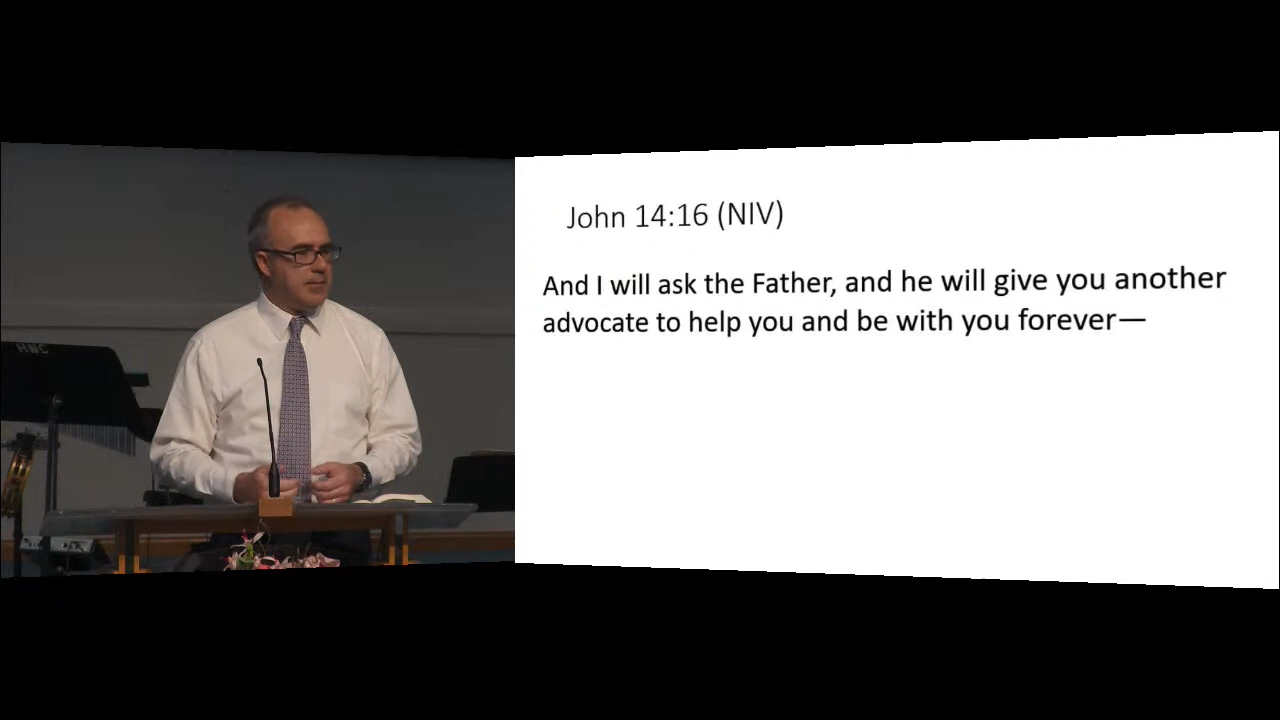 HWC
John 14:16 (NIV)
And I will ask the Father, and he will give you another
advocate to help you and be with you forever—